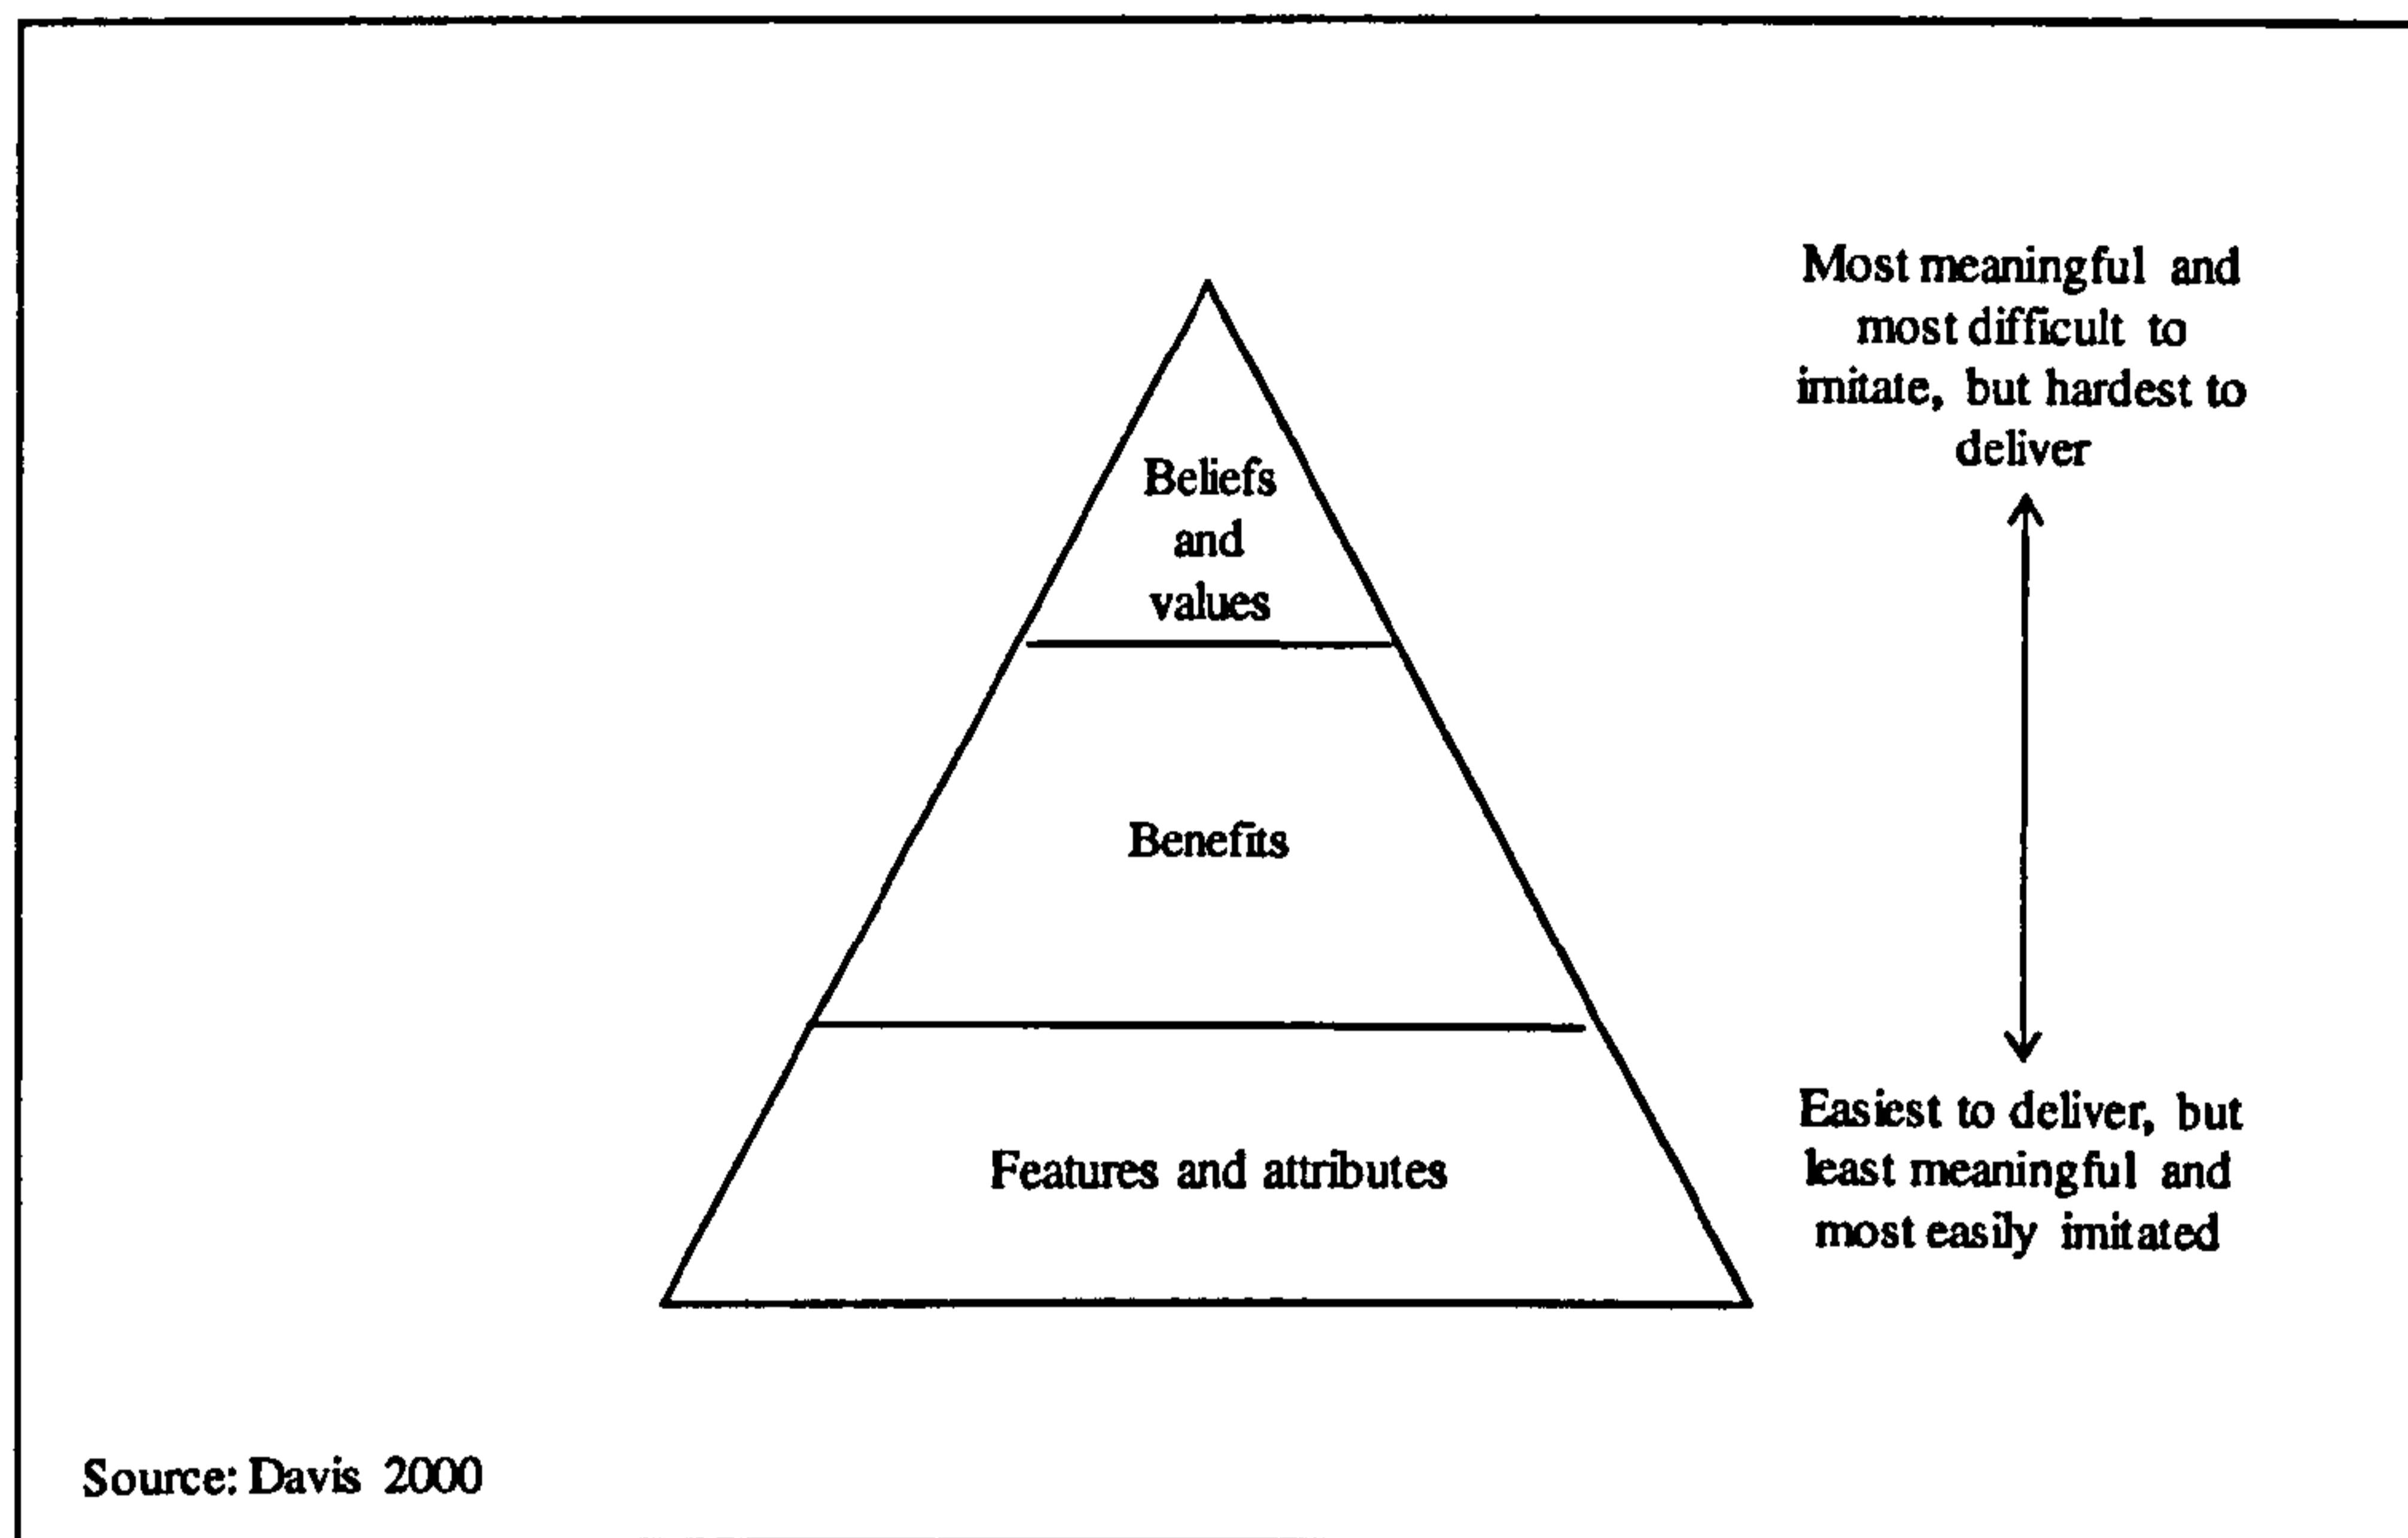 Most meaningful and
most difficult to
imitate, but hardest to
deliver
Beliefs
and
values
Benefits
Features and attributes
Easiest to deliver, but
least meaningful and
most easily imitated
Source: Davis 2000